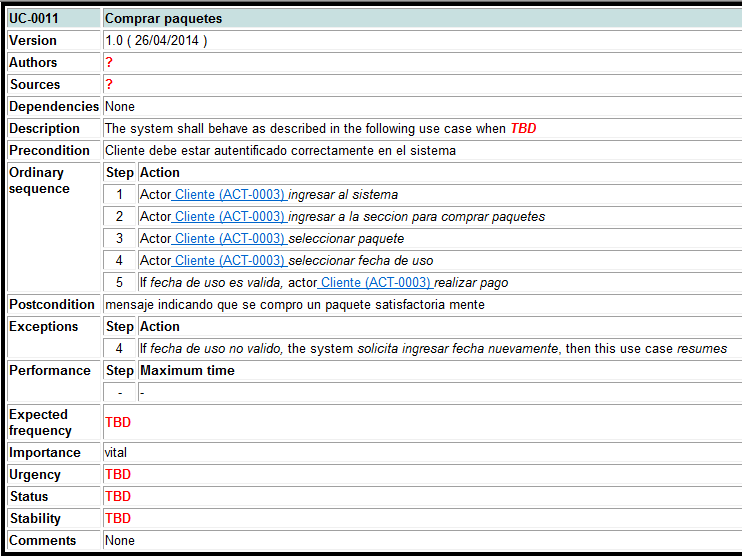 UC-0011 Comprar paquetes
Version 1.0 ( 26/04/2014 )
Authors ?
Sources ?
Dependencies None
Description The system shall behave as described in the following use case when TBD
Precondition Cliente debe estar autentificado correctamente en el sistema
Ordinary sequence Step Action
1 Actor Cliente (ACT-0003) ingresar al sistema
2 Actor Cliente (ACT-0003) ingresar a la seccion para comprar paquetes
3 Actor Cliente (ACT-0003) seleccionar paquete
4 Actor Cliente (ACT-0003) seleccionar fecha de uso
5 If fecha de uso es valida, actor Cliente (ACT-0003) realizar pago
Postcondition mensaje indicando que se compro un paquete satisfactoria mente
Exceptions Step Action
4 If fecha de uso no valido, the system solicita ingresar fecha nuevamente, then this use case resumes
Performance Step Maximum time
- -
Expected frequency TBD
Importance vital
Urgency TBD
Status TBD
Stability TBD
Comments None